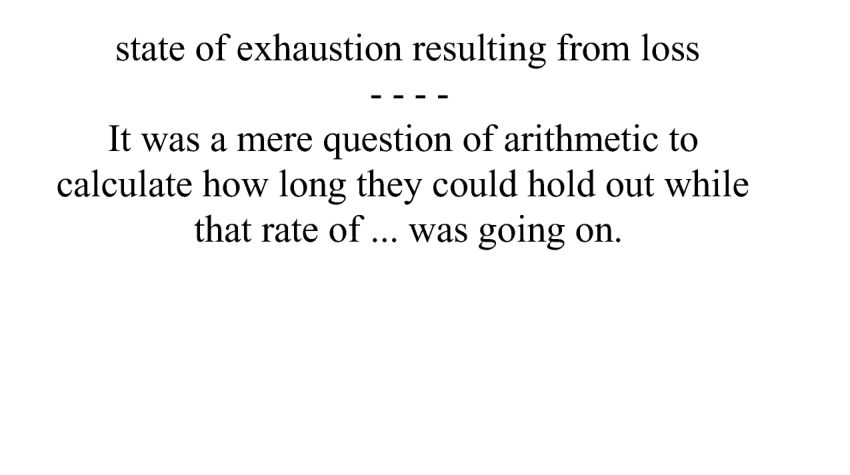 state of exhaustion resulting from loss
- - - -
It was a mere question of arithmetic to
calculate how long they could hold out while
that rate of ... was going on.